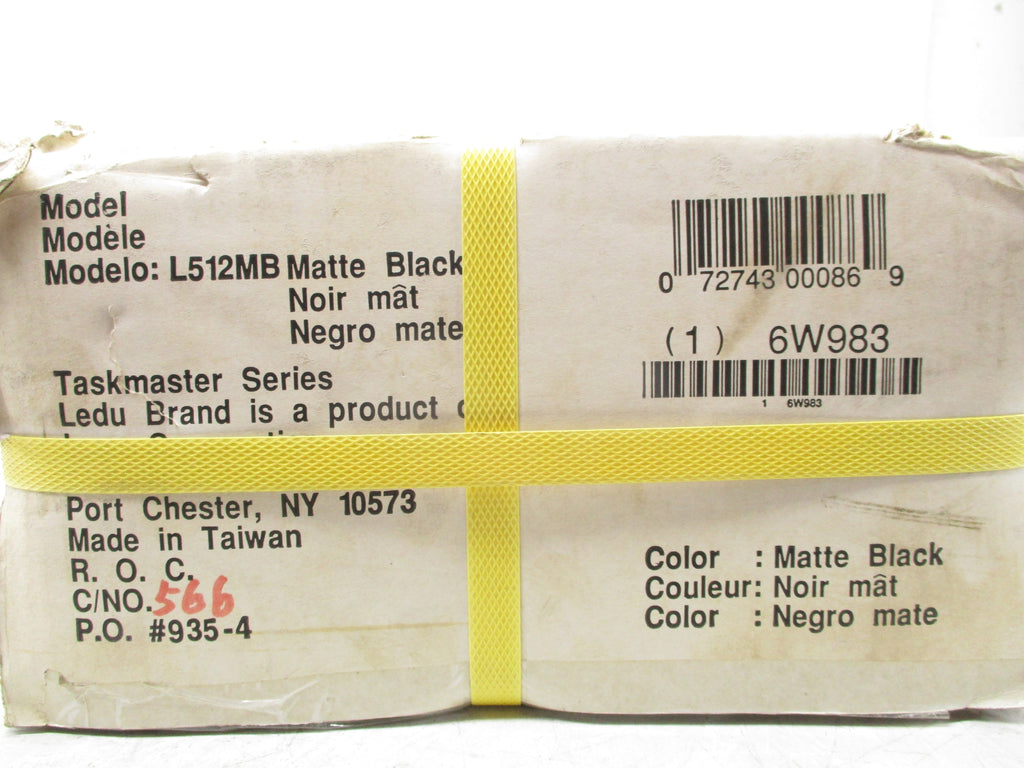 Model
Modèle
Modelo: L512MB Matte Black
Noir mât
Negro mate
Taskmaster Series
Ledu Brand is a product
Port Chester, NY 10573
Made in Taiwan
R. O. C.
C/NO. 566
P.O. #935-4
0 72743 00086 9
(1) 6W983
1 6W983
Color : Matte Black
Couleur: Noir mât
Color : Negro mate